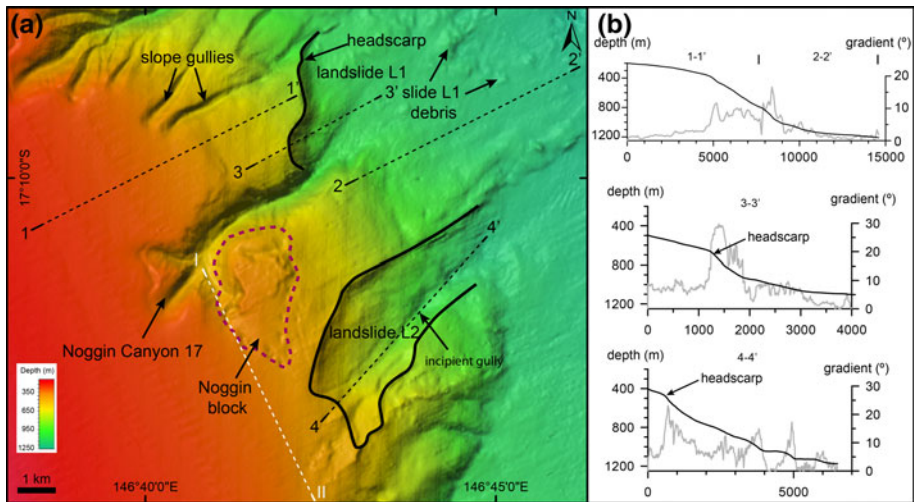 (a)
N
headscarp
slope gullies
landslide L1
1'
2'
3' slide L1
debris
3
2
17°10'0"S
1
4'
I
landslide L2
incipient gully
Noggin Canyon 17
Noggin
block
4
Depth (m)
350
650
950
1250
1 km
146°40'0"E
II
146°45'0"E
(b)
depth (m)
gradient (º)
1-1'
I
2-2'
I
400
800
1200
20
10
0
0
5000
10000
15000
depth (m)
gradient (º)
3-3'
400
800
1000
1200
headscarp
30
20
10
5
0
0
1000
2000
3000
4000
depth (m)
gradient (º)
4-4'
400
800
1200
headscarp
30
20
10
0
0
5000